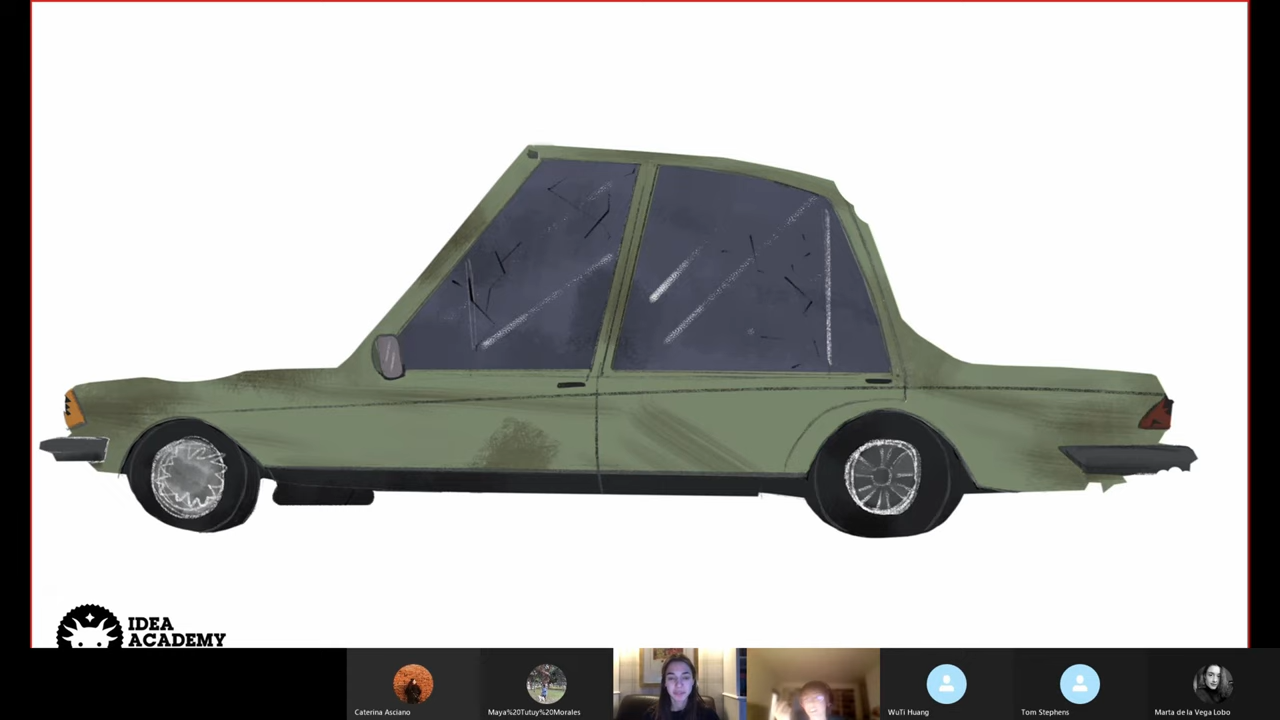 IDEA
ACADEMY
Caterina Asciano
Maya%20Tutuy%20Morales
WuTi Huang
Tom Stephens
Marta de la Vega Lobo